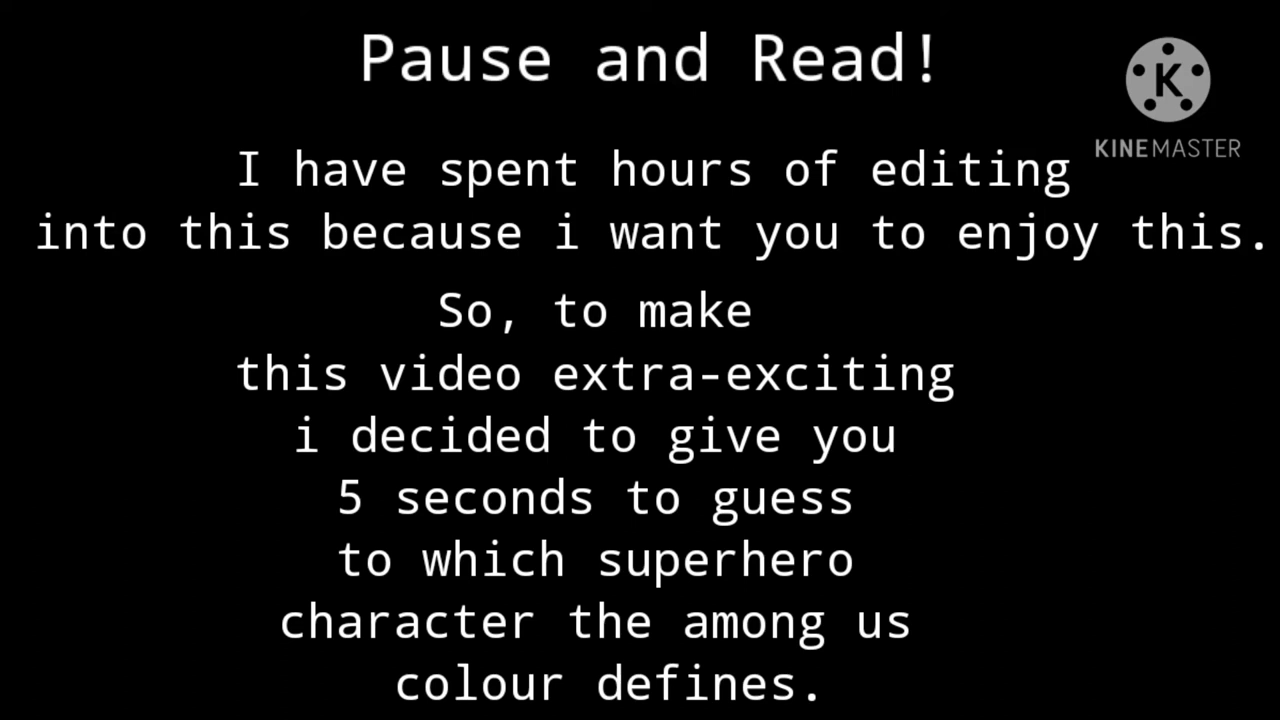 Pause and Read!
K
KINEMASTER
I have spent hours of editing
into this because i want you to enjoy this.
So, to make
this video extra-exciting
i decided to give you
5 seconds to guess
to which superhero
character the among us
colour defines.